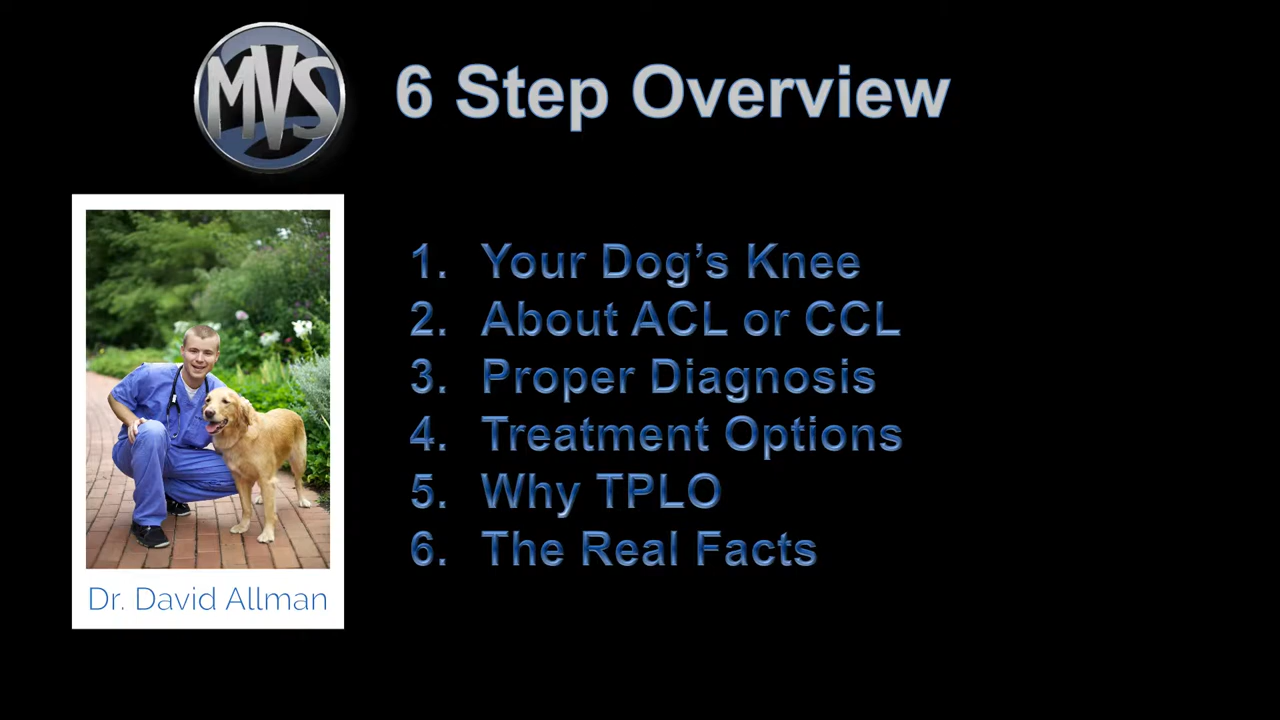 MVS
6 Step Overview
1. Your Dog's Knee
2. About ACL or CCL
3. Proper Diagnosis
4. Treatment Options
5. Why TPLO
6. The Real Facts
Dr. David Allman